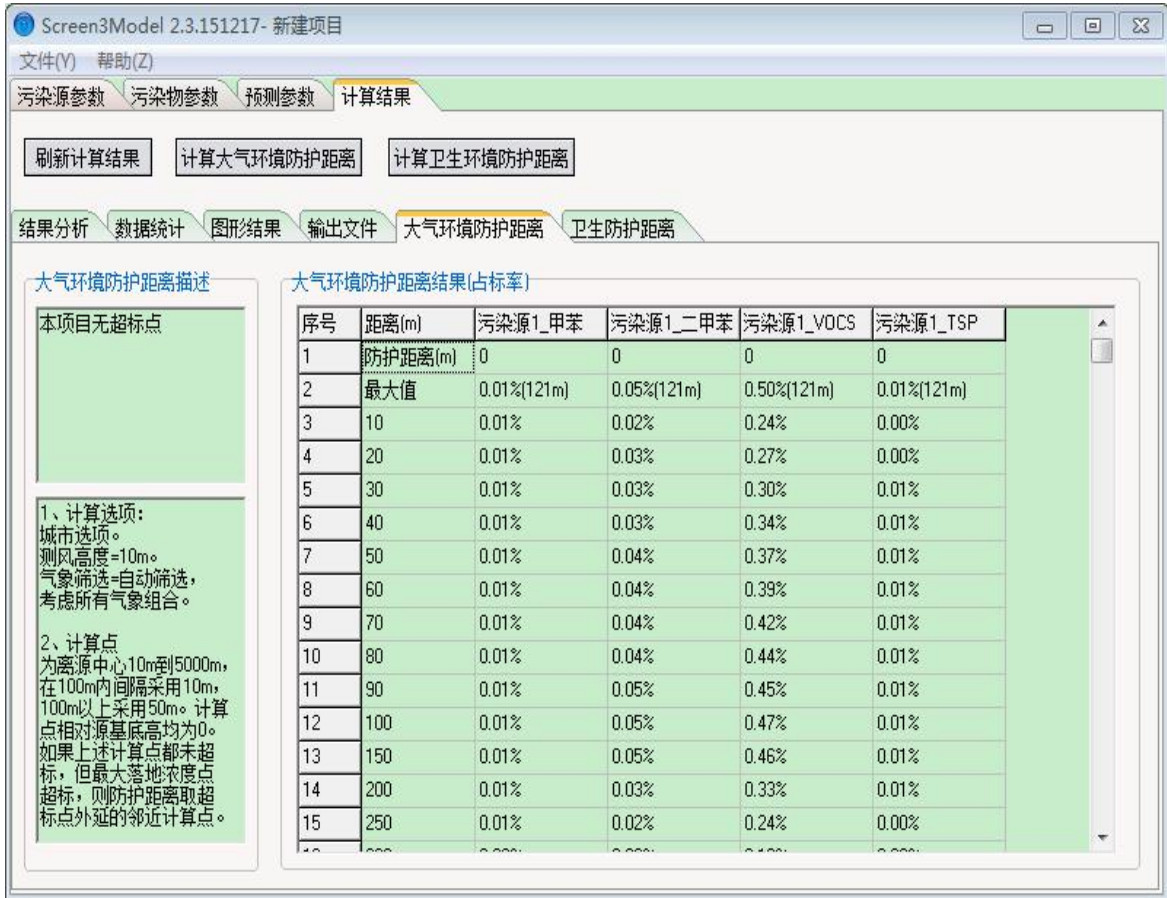 Screen3Model 2.3.151217- 新建项目
文件(Y) 帮助(Z)
污染源参数 污染物参数 预测参数 计算结果
刷新计算结果 计算大气环境防护距离 计算卫生环境防护距离
结果分析 数据统计 图形结果 输出文件 大气环境防护距离 卫生防护距离
大气环境防护距离描述
本项目无超标点
1、计算选项:
城市选项。
测风高度=10m。
气象筛选=自动筛选,
考虑所有气象组合。
2、计算点
为离源中心10m到5000m,
在100m内间隔采用10m,
100m以上采用50m。计算
点相对源基底高均为0。
如果上述计算点都未超
标,但最大落地浓度点
超标,则防护距离取超
标点外延的邻近计算点。
大气环境防护距离结果(占标率)
序号 距离(m) 污染源1_甲苯 污染源1_二甲苯 污染源1_VOCS 污染源1_TSP
1 防护距离(m) 0 0 0 0
2 最大值 0.01%(121m) 0.05%(121m) 0.50%(121m) 0.01%(121m)
3 10 0.01% 0.02% 0.24% 0.00%
4 20 0.01% 0.03% 0.27% 0.00%
5 30 0.01% 0.03% 0.30% 0.01%
6 40 0.01% 0.03% 0.34% 0.01%
7 50 0.01% 0.04% 0.37% 0.01%
8 60 0.01% 0.04% 0.39% 0.01%
9 70 0.01% 0.04% 0.42% 0.01%
10 80 0.01% 0.04% 0.44% 0.01%
11 90 0.01% 0.05% 0.45% 0.01%
12 100 0.01% 0.05% 0.47% 0.01%
13 150 0.01% 0.05% 0.46% 0.01%
14 200 0.01% 0.03% 0.33% 0.01%
15 250 0.01% 0.02% 0.24% 0.00%